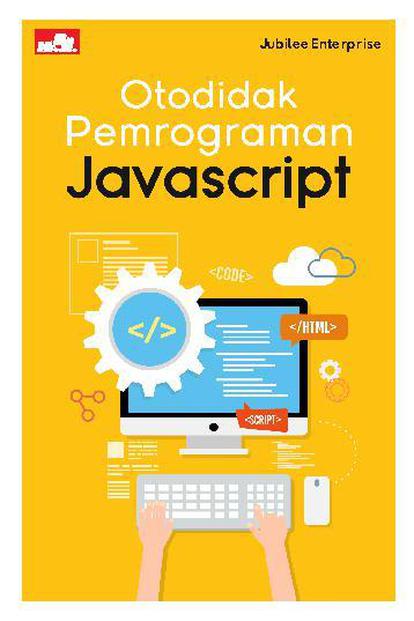 Jubilee Enterprise
Otodidak
Pemrograman
Javascript
<CODE>
</>
</HTML>
<SCRIPT>